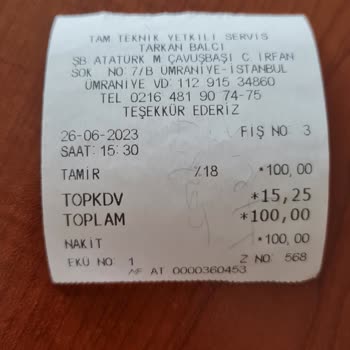 TAM TEKNİK YETKİLİ SERVİS
TARKAN BALCI
ŞB ATATÜRK M ÇAVUŞBAŞI C İRFAN
SOK NO:7/B ÜMRANİYE-İSTANBUL
ÜMRANİYE VD: 112 915 34860
TEL 0216 481 90 74-75
TEŞEKKÜR EDERİZ
26-06-2023 FİŞ NO: 3
SAAT: 15:30
TAMİR %18 *100,00
TOPKDV *15,25
TOPLAM *100,00
NAKİT *100,00
EKÜ NO: 1 Z NO: 568
AT 0000360453